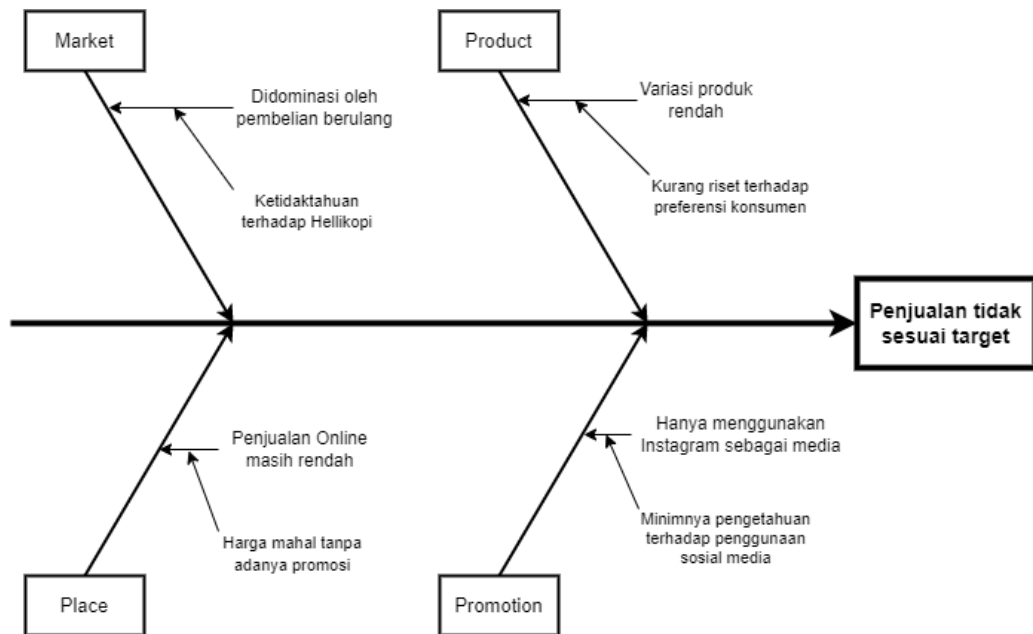 Market
Product
Didominasi oleh
pembelian berulang
Variasi produk
rendah
Ketidaktahuan
terhadap Hellikopi
Kurang riset terhadap
preferensi konsumen
Penjualan tidak
sesuai target
Penjualan Online
masih rendah
Hanya menggunakan
Instagram sebagai media
Harga mahal tanpa
adanya promosi
Minimnya pengetahuan
terhadap penggunaan
sosial media
Place
Promotion